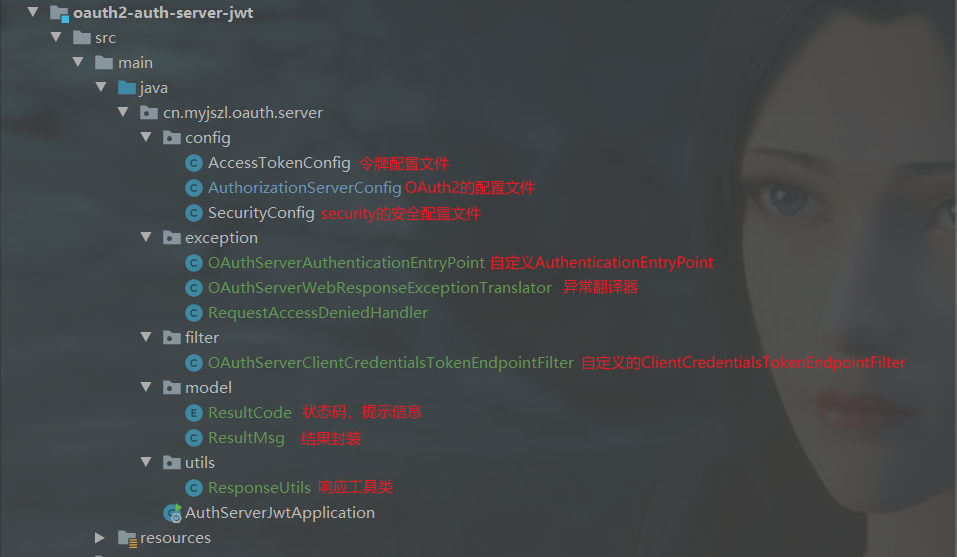 oauth2-auth-server-jwt
src
main
java
cn.myjszl.oauth.server
config
AccessTokenConfig 令牌配置文件
AuthorizationServerConfig OAuth2的配置文件
SecurityConfig security的安全配置文件
exception
OAuthServerAuthenticationEntryPoint 自定义AuthenticationEntryPoint
OAuthServerWebResponseExceptionTranslator 异常翻译器
RequestAccessDeniedHandler
filter
OAuthServerClientCredentialsTokenEndpointFilter 自定义的ClientCredentialsTokenEndpointFilter
model
ResultCode 状态码、提示信息
ResultMsg 结果封装
utils
ResponseUtils 响应工具类
AuthServerJwtApplication
resources